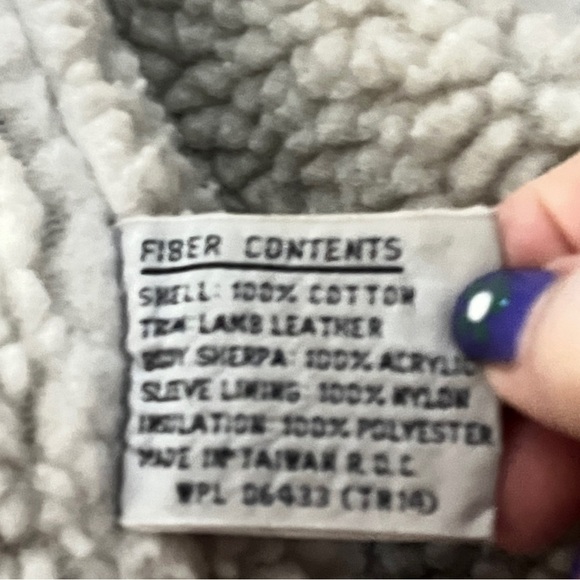 FIBER CONTENTS
SHELL: 100% COTTON
TRIM: LAMB LEATHER
BODY SHERPA: 100% ACRYLIC
SLEEVE LINING: 100% NYLON
INSULATION: 100% POLYESTER
MADE IN TAIWAN R.O.C.
WPL 06433 (TR14)